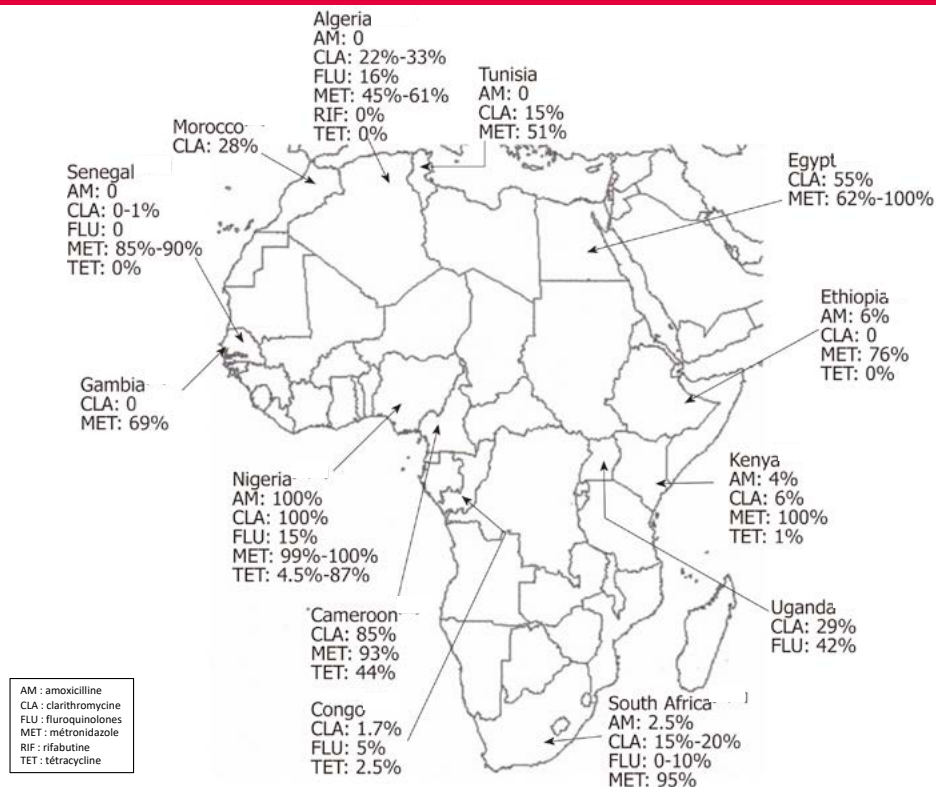 Algeria
AM: 0
CLA: 22%-33%
FLU: 16%
MET: 45%-61%
RIF: 0%
TET: 0%
Tunisia
AM: 0
CLA: 15%
MET: 51%
Morocco
CLA: 28%
Senegal
AM: 0
CLA: 0-1%
FLU: 0
MET: 85%-90%
TET: 0%
Egypt
CLA: 55%
MET: 62%-100%
Ethiopia
AM: 6%
CLA: 0
MET: 76%
TET: 0%
Gambia
CLA: 0
MET: 69%
Nigeria
AM: 100%
CLA: 100%
FLU: 15%
MET: 99%-100%
TET: 4.5%-87%
Kenya
AM: 4%
CLA: 6%
MET: 100%
TET: 1%
Cameroon
CLA: 85%
MET: 93%
TET: 44%
Uganda
CLA: 29%
FLU: 42%
Congo
CLA: 1.7%
FLU: 5%
TET: 2.5%
South Africa
AM: 2.5%
CLA: 15%-20%
FLU: 0-10%
MET: 95%
AM : amoxicilline
CLA : clarithromycine
FLU : fluroquinolones
MET : métronidazole
RIF : rifabutine
TET : tétracycline